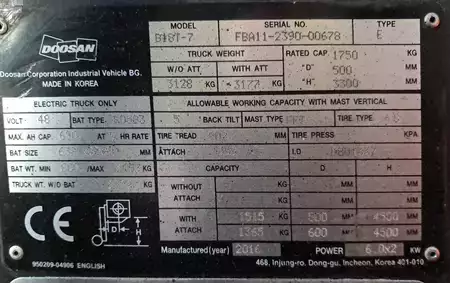 DOOSAN
Doosan Corporation Industrial Vehicle BG.
MADE IN KOREA
MODEL SERIAL NO. TYPE
B18T-7 FBA11-2390-00678 E
TRUCK WEIGHT RATED CAP. 1750 KG
W/O ATT WITH ATT "D" 500 MM
3128 KG 3177 KG "H" 3300 MM
ELECTRIC TRUCK ONLY ALLOWABLE WORKING CAPACITY WITH MAST VERTICAL
VOLT 48 BAT TYPE 5 BACK TILT MAST TYPE TIRE TYPE
MAX. AH CAP. AT HR RATE TIRE TREAD MM TIRE PRESS KPA
BAT SIZE MM ATTACH I.D
BAT WT. MIN / MAX KG CAPACITY D H
TRUCK WT. W/O BAT KG WITHOUT ATTACH KG MM MM
KG MM MM
WITH ATTACH 1515 KG 500 MM MM
1365 KG 600 MM 4500 MM
CE D H
Manufactured(year) 2016 POWER 6.0X2 KW
950209-04906 ENGLISH 468, Injung-ro. Dong-gu, Incheon, Korea 401-010